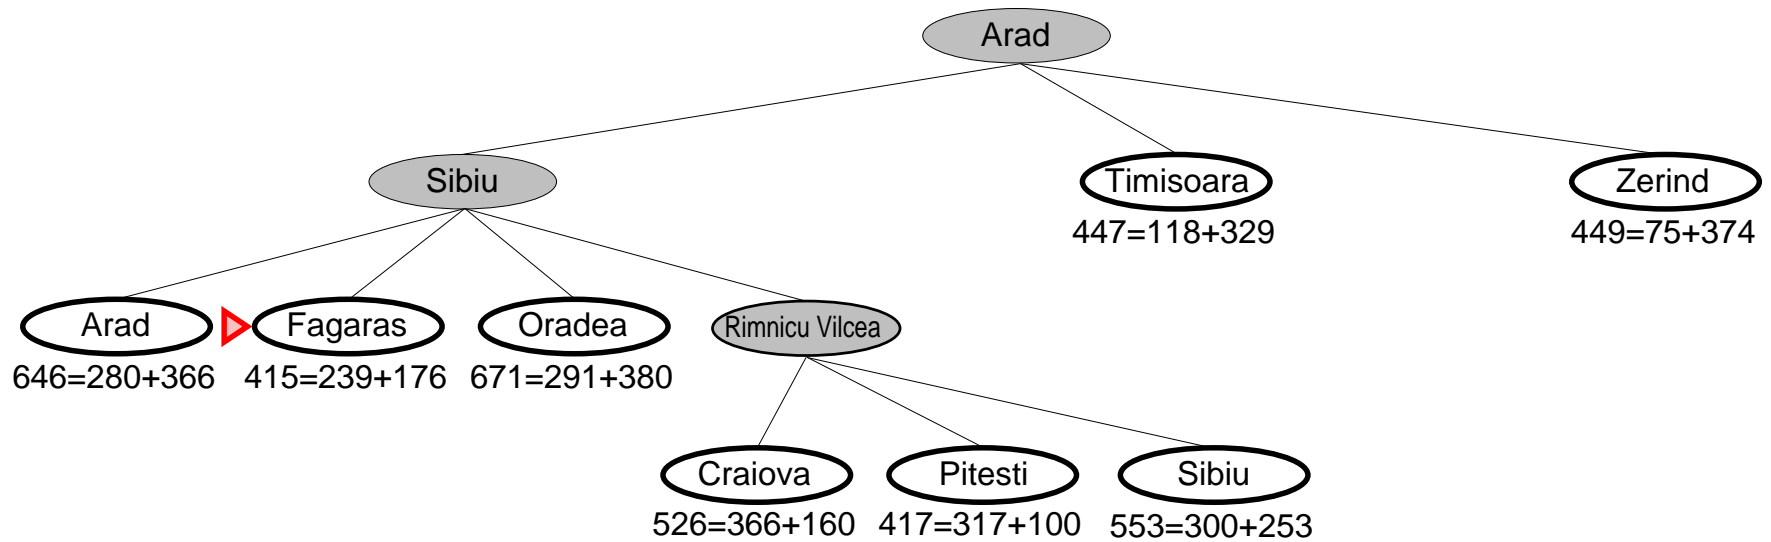 Arad
Sibiu
Timisoara
Zerind
447=118+329
449=75+374
Arad
Fagaras
Oradea
Rimnicu Vilcea
646=280+366
415=239+176
671=291+380
Craiova
Pitesti
Sibiu
526=366+160
417=317+100
553=300+253